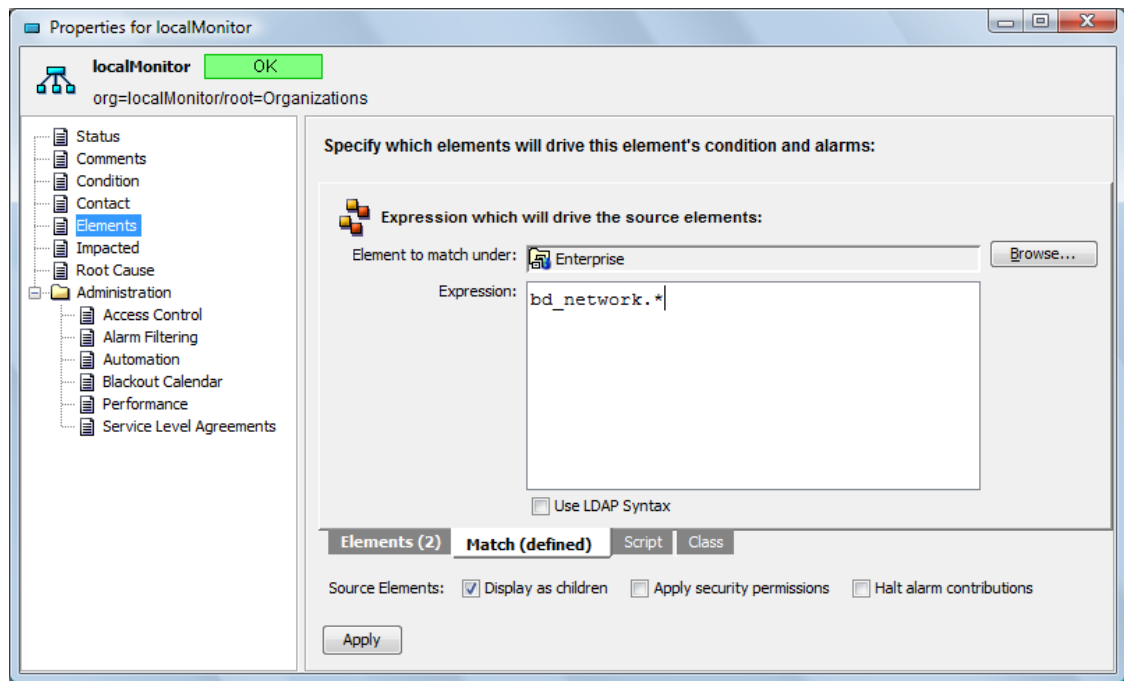 Properties for localMonitor
localMonitor OK
org=localMonitor/root=Organizations
Status
Comments
Condition
Contact
Elements
Impacted
Root Cause
Administration
Access Control
Alarm Filtering
Automation
Blackout Calendar
Performance
Service Level Agreements
Specify which elements will drive this element's condition and alarms:
Expression which will drive the source elements:
Element to match under: Enterprise Browse...
Expression: bd_network.*
Use LDAP Syntax
Elements (2) Match (defined) Script Class
Source Elements: Display as children Apply security permissions Halt alarm contributions
Apply